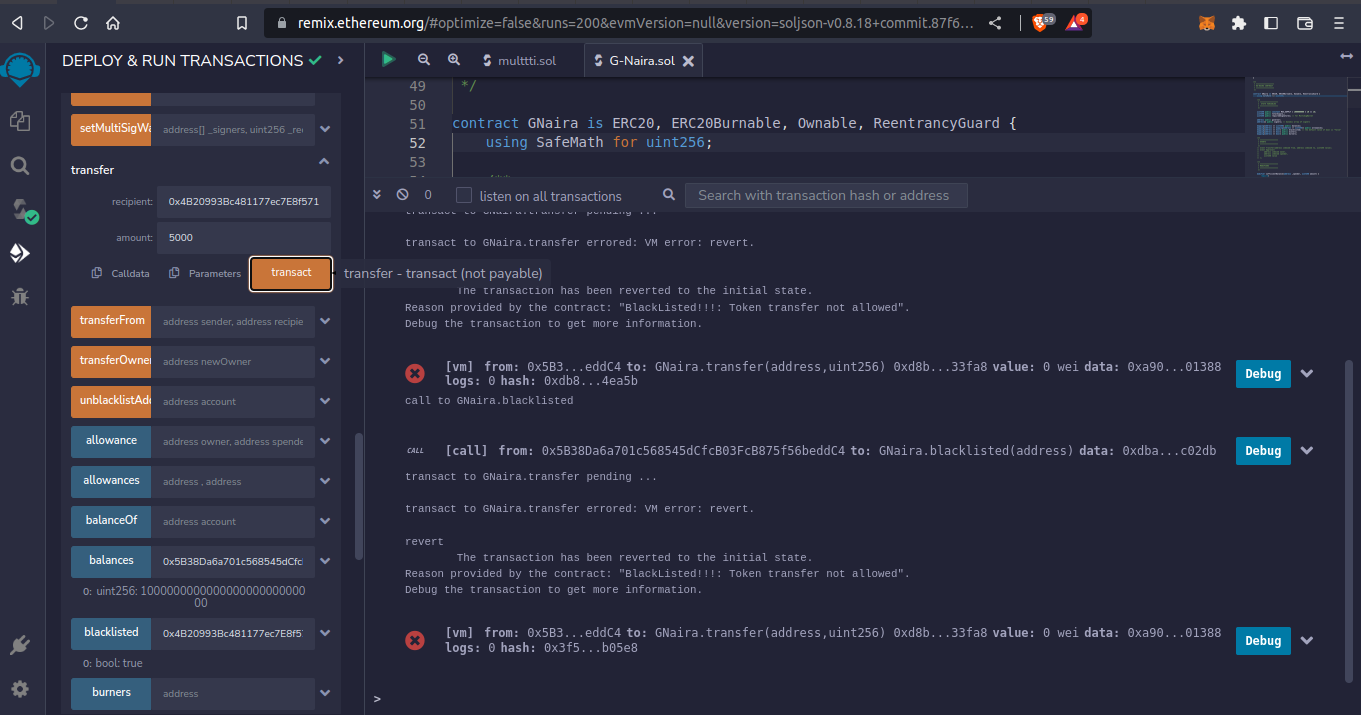 remix.ethereum.org/#optimize=false&runs=200&evmVersion=null&version=soljson-v0.8.18+commit.87f6...
59
4
DEPLOY & RUN TRANSACTIONS
setMultiSigWa
address[] _signers, uint256 _rec
transfer
recipient:
0x4B20993Bc481177ec7E8f571
amount:
5000
Calldata
Parameters
transact
transfer - transact (not payable)
transferFrom
address sender, address recipie
transferOwner
address newOwner
unblacklistAdd
address account
allowance
address owner, address spende
allowances
address , address
balanceOf
address account
balances
0x5B38Da6a701c568545dCfcl
0: uint256: 1000000000000000000000000
00
blacklisted
0x4B20993Bc481177ec7E8f57
0: bool: true
burners
address
multtti.sol
G-Naira.sol
49
*/
50
51
contract GNaira is ERC20, ERC20Burnable, Ownable, ReentrancyGuard {
52
using SafeMath for uint256;
53
0
listen on all transactions
Search with transaction hash or address
transact to GNaira.transfer pending ...
transact to GNaira.transfer errored: VM error: revert.
The transaction has been reverted to the initial state.
Reason provided by the contract: "BlackListed!!!: Token transfer not allowed".
Debug the transaction to get more information.
[vm] from: 0x5B3...eddC4 to: GNaira.transfer(address,uint256) 0xd8b...33fa8 value: 0 wei data: 0xa90...01388
logs: 0 hash: 0xdb8...4ea5b
Debug
call to GNaira.blacklisted
CALL
[call] from: 0x5B38Da6a701c568545dCfcB03FcB875f56beddC4 to: GNaira.blacklisted(address) data: 0xdba...c02db
Debug
transact to GNaira.transfer pending ...
transact to GNaira.transfer errored: VM error: revert.
revert
The transaction has been reverted to the initial state.
Reason provided by the contract: "BlackListed!!!: Token transfer not allowed".
Debug the transaction to get more information.
[vm] from: 0x5B3...eddC4 to: GNaira.transfer(address,uint256) 0xd8b...33fa8 value: 0 wei data: 0xa90...01388
logs: 0 hash: 0x3f5...b05e8
Debug
>